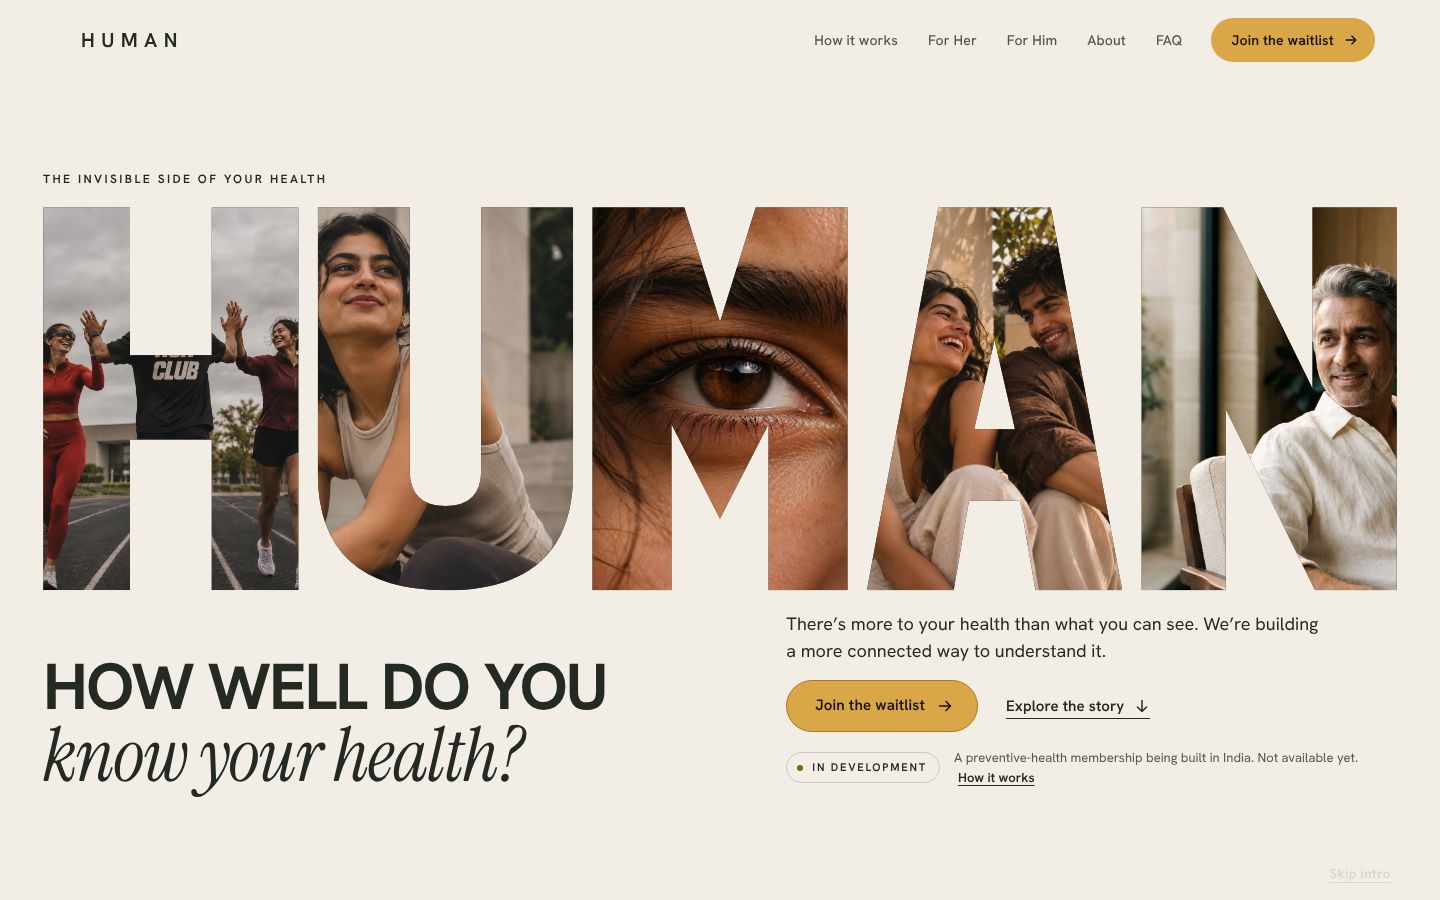 HUMAN
How it works
For Her
For Him
About
FAQ
Join the waitlist →
THE INVISIBLE SIDE OF YOUR HEALTH
HUMAN
CLUB
There’s more to your health than what you can see. We’re building
a more connected way to understand it.
HOW WELL DO YOU
know your health?
Join the waitlist →
Explore the story ↓
IN DEVELOPMENT
A preventive-health membership being built in India. Not available yet.
How it works
Skip intro